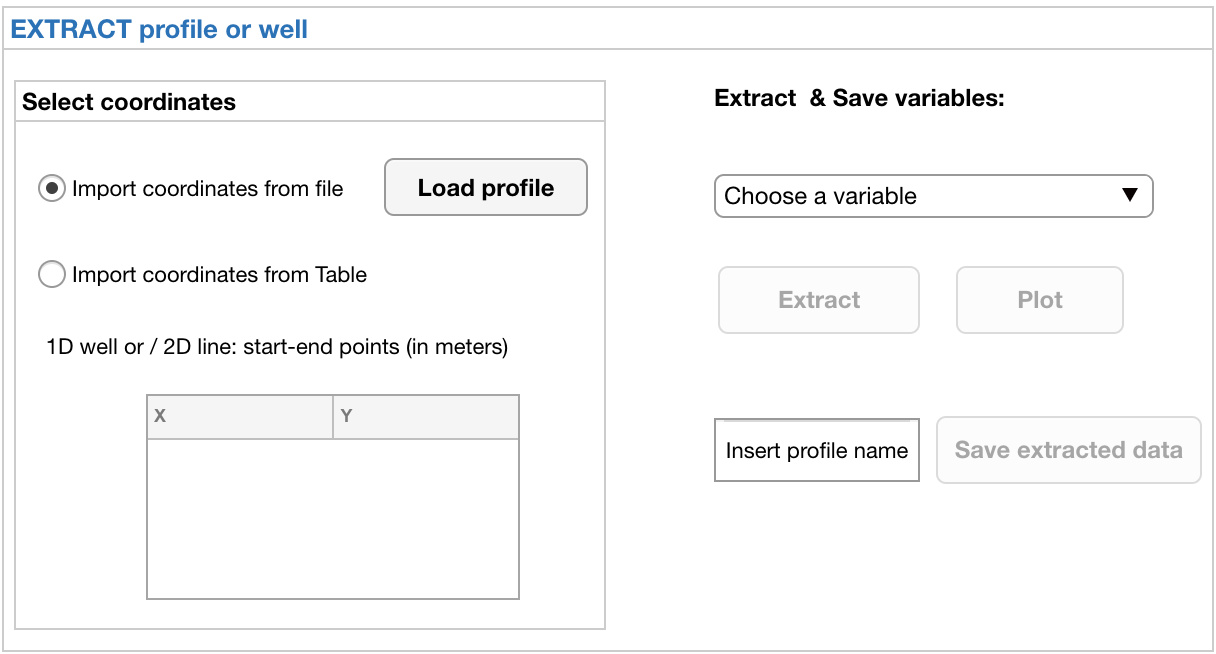 EXTRACT profile or well
Select coordinates
Import coordinates from file
Load profile
Import coordinates from Table
1D well or / 2D line: start-end points (in meters)
X
Y
Extract & Save variables:
Choose a variable
Extract
Plot
Insert profile name
Save extracted data